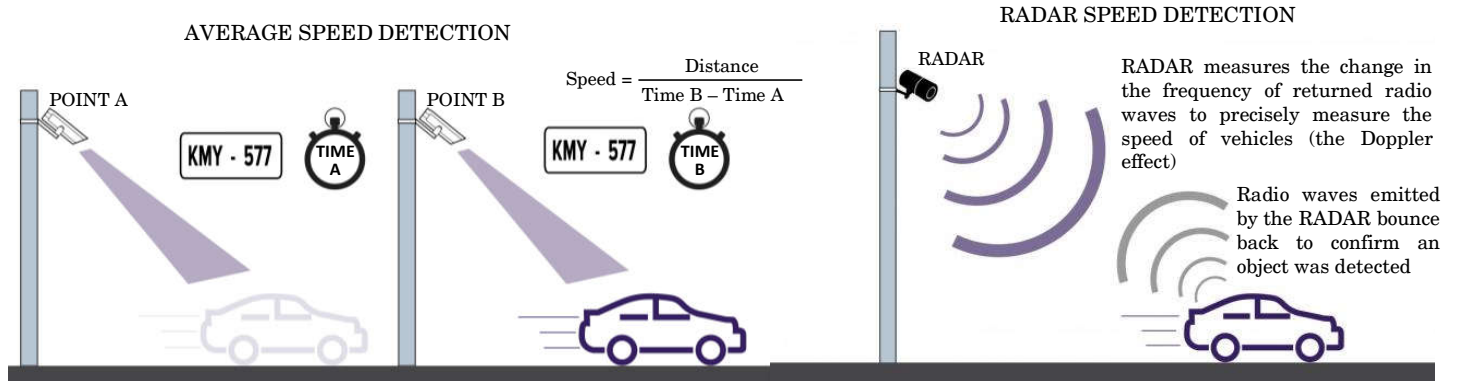 AVERAGE SPEED DETECTION
POINT A
KMY - 577
TIME
A
POINT B
KMY - 577
TIME
B
Speed = Distance
Time B – Time A
RADAR SPEED DETECTION
RADAR
RADAR measures the change in
the frequency of returned radio
waves to precisely measure the
speed of vehicles (the Doppler
effect)
Radio waves emitted
by the RADAR bounce
back to confirm an
object was detected